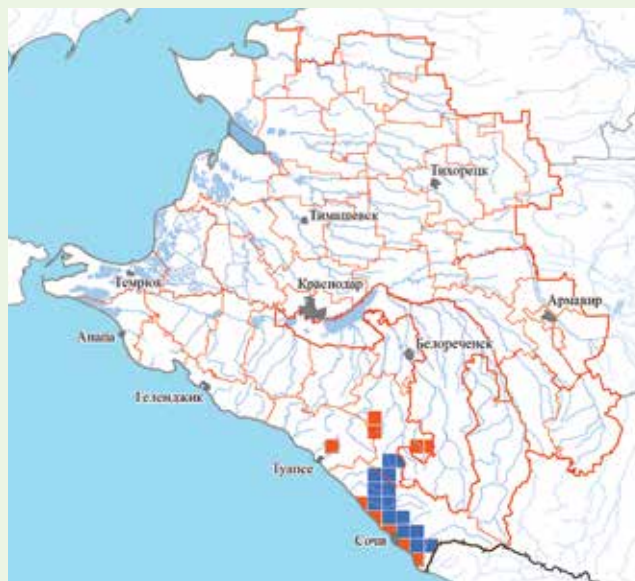 Тихорецк
Тимашевск
Темрюк
Краснодар
Армавир
Анапа
Белореченск
Геленджик
Туапсе
Сочи